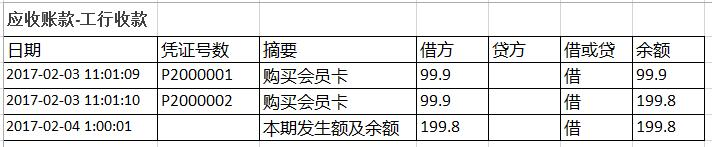 应收账款-工行收款
日期 凭证号数 摘要 借方 贷方 借或贷 余额
2017-02-03 11:01:09 P2000001 购买会员卡 99.9 借 99.9
2017-02-03 11:01:10 P2000002 购买会员卡 99.9 借 199.8
2017-02-04 1:00:01 本期发生额及余额 199.8 借 199.8